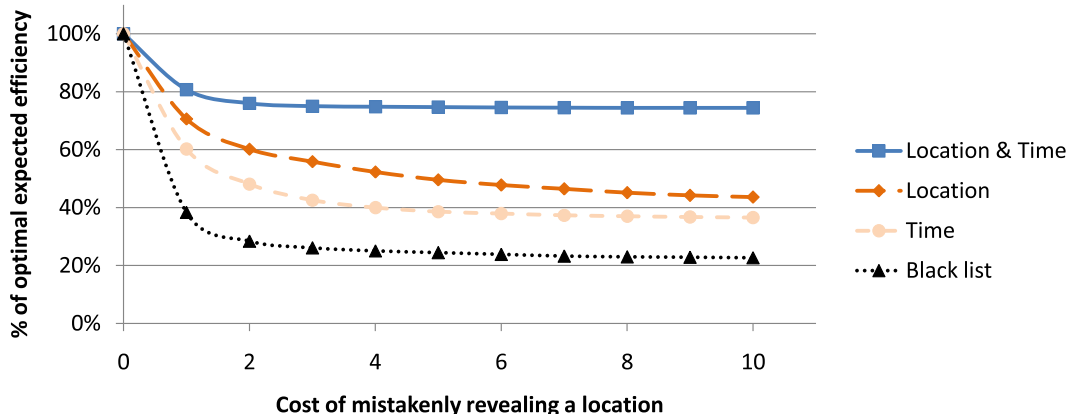 % of optimal expected efficiency
100%
80%
60%
40%
20%
0%
0 2 4 6 8 10
Cost of mistakenly revealing a location
Location & Time
Location
Time
Black list